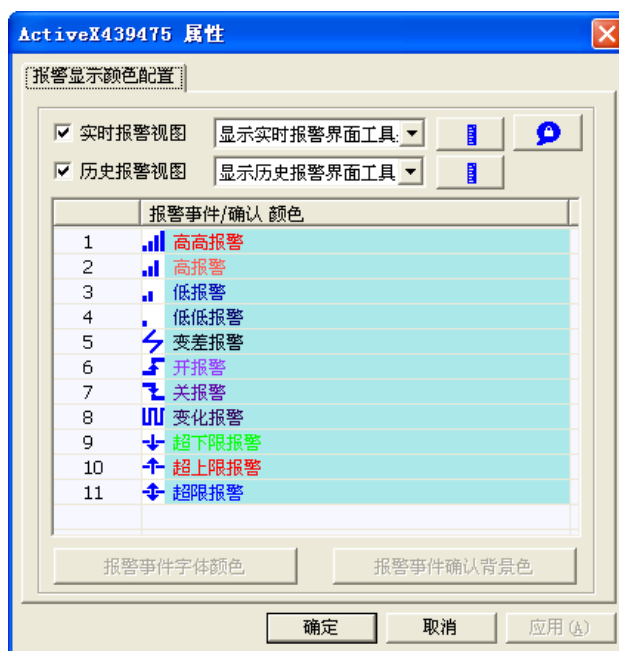 ActiveX439475 属性
报警显示颜色配置
实时报警视图 显示实时报警界面工具
历史报警视图 显示历史报警界面工具
报警事件/确认 颜色
1 高高报警
2 高报警
3 低报警
4 低低报警
5 变差报警
6 开报警
7 关报警
8 变化报警
9 超下限报警
10 超上限报警
11 超限报警
报警事件字体颜色 报警事件确认背景色
确定 取消 应用(A)